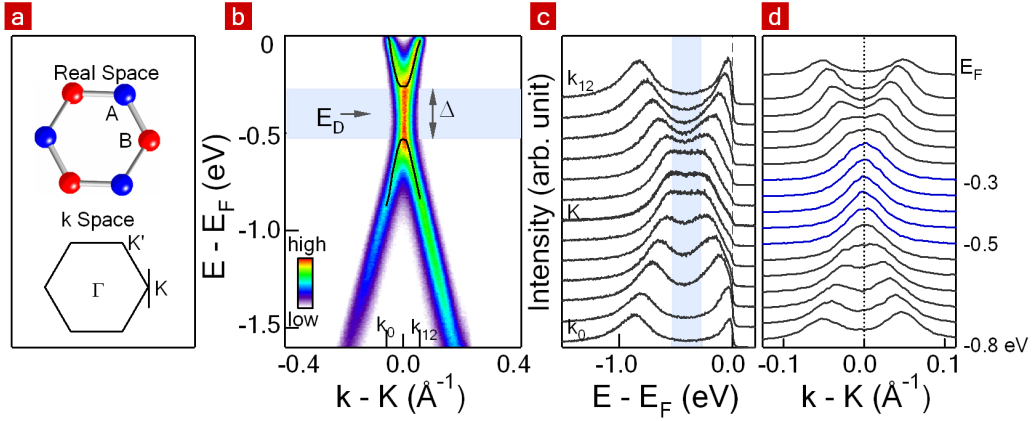 a
Real Space
A
B
k Space
K'
Γ
K
b
E - E_F (eV)
0
-0.5
-1.0
-1.5
E_D
Δ
high
low
k_0
k_12
-0.4
0.0
0.4
k - K (Å^-1)
c
Intensity (arb. unit)
k_12
K
k_0
-1.0
0.0
E - E_F (eV)
d
E_F
-0.3
-0.5
-0.8 eV
-0.1
0.0
0.1
k - K (Å^-1)